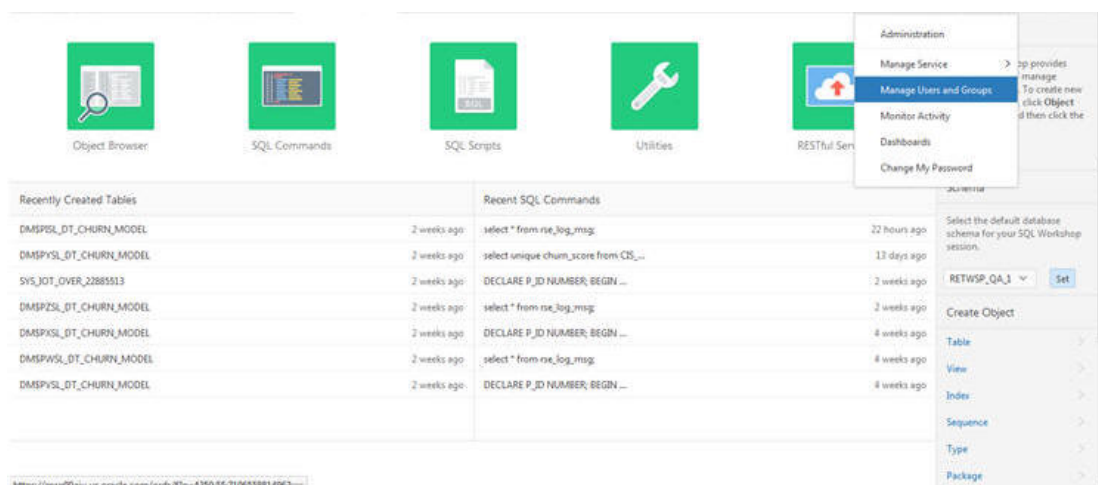 Administration
Manage Service
Manage Users and Groups
Monitor Activity
Dashboards
Change My Password
op provides
manage
To create new
click Object
d then click the
SQL
Object Browser
SQL Commands
SQL Scripts
Utilities
RESTful Serv
Schema
Select the default database
schema for your SQL Workshop
session.
RETWSP_QA_1
Set
Recently Created Tables
DM$PISL_DT_CHURN_MODEL 2 weeks ago
DM$PYSL_DT_CHURN_MODEL 2 weeks ago
SYS_IOT_OVER_22885513 2 weeks ago
DM$PZSL_DT_CHURN_MODEL 2 weeks ago
DM$PXSL_DT_CHURN_MODEL 2 weeks ago
DM$PWSL_DT_CHURN_MODEL 2 weeks ago
DM$PVSL_DT_CHURN_MODEL 2 weeks ago
Recent SQL Commands
select * from rse_log_msg; 22 hours ago
select unique churn_score from CIS_... 13 days ago
DECLARE P_ID NUMBER; BEGIN ... 2 weeks ago
select * from rse_log_msg; 2 weeks ago
DECLARE P_ID NUMBER; BEGIN ... 4 weeks ago
select * from rse_log_msg; 4 weeks ago
DECLARE P_ID NUMBER; BEGIN ... 4 weeks ago
Create Object
Table
View
Index
Sequence
Type
Package